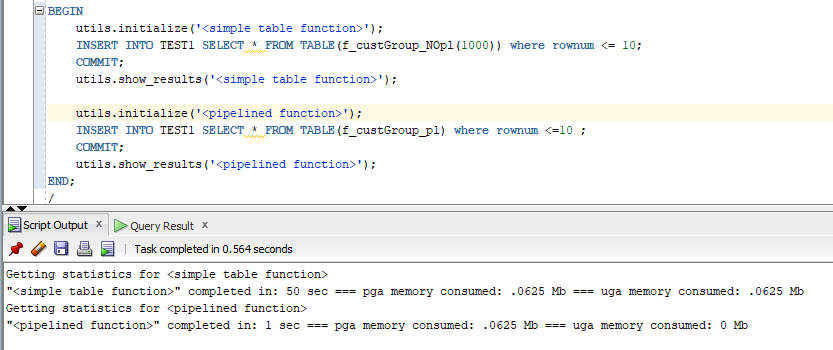 BEGIN
utils.initialize('<simple table function>');
INSERT INTO TEST1 SELECT * FROM TABLE(f_custGroup_NOpl(1000)) where rownum <= 10;
COMMIT;
utils.show_results('<simple table function>');
utils.initialize('<pipelined function>');
INSERT INTO TEST1 SELECT * FROM TABLE(f_custGroup_pl) where rownum <=10 ;
COMMIT;
utils.show_results('<pipelined function>');
END;
/
Script Output x Query Result x
Task completed in 0.564 seconds
Getting statistics for <simple table function>
"<simple table function>" completed in: 50 sec === pga memory consumed: .0625 Mb === uga memory consumed: .0625 Mb
Getting statistics for <pipelined function>
"<pipelined function>" completed in: 1 sec === pga memory consumed: .0625 Mb === uga memory consumed: 0 Mb